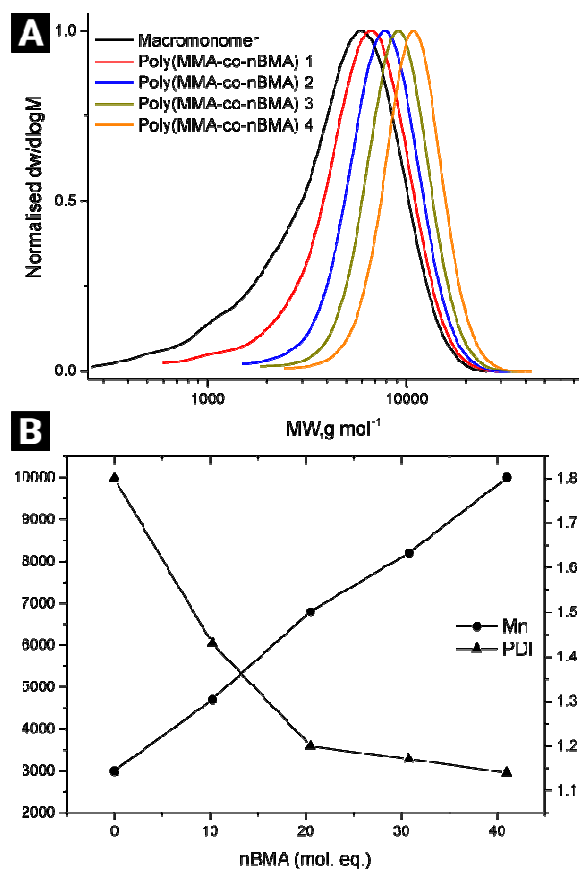 A
Macromonomer
Poly(MMA-co-nBMA) 1
Poly(MMA-co-nBMA) 2
Poly(MMA-co-nBMA) 3
Poly(MMA-co-nBMA) 4
Normalised dw/dlogM
1.0
0.5
0.0
1000
10000
MW,g mol⁻¹
B
10000
9000
8000
7000
6000
5000
4000
3000
2000
1.8
1.7
1.6
1.5
1.4
1.3
1.2
1.1
Mn
PDI
0
10
20
30
40
nBMA (mol. eq.)